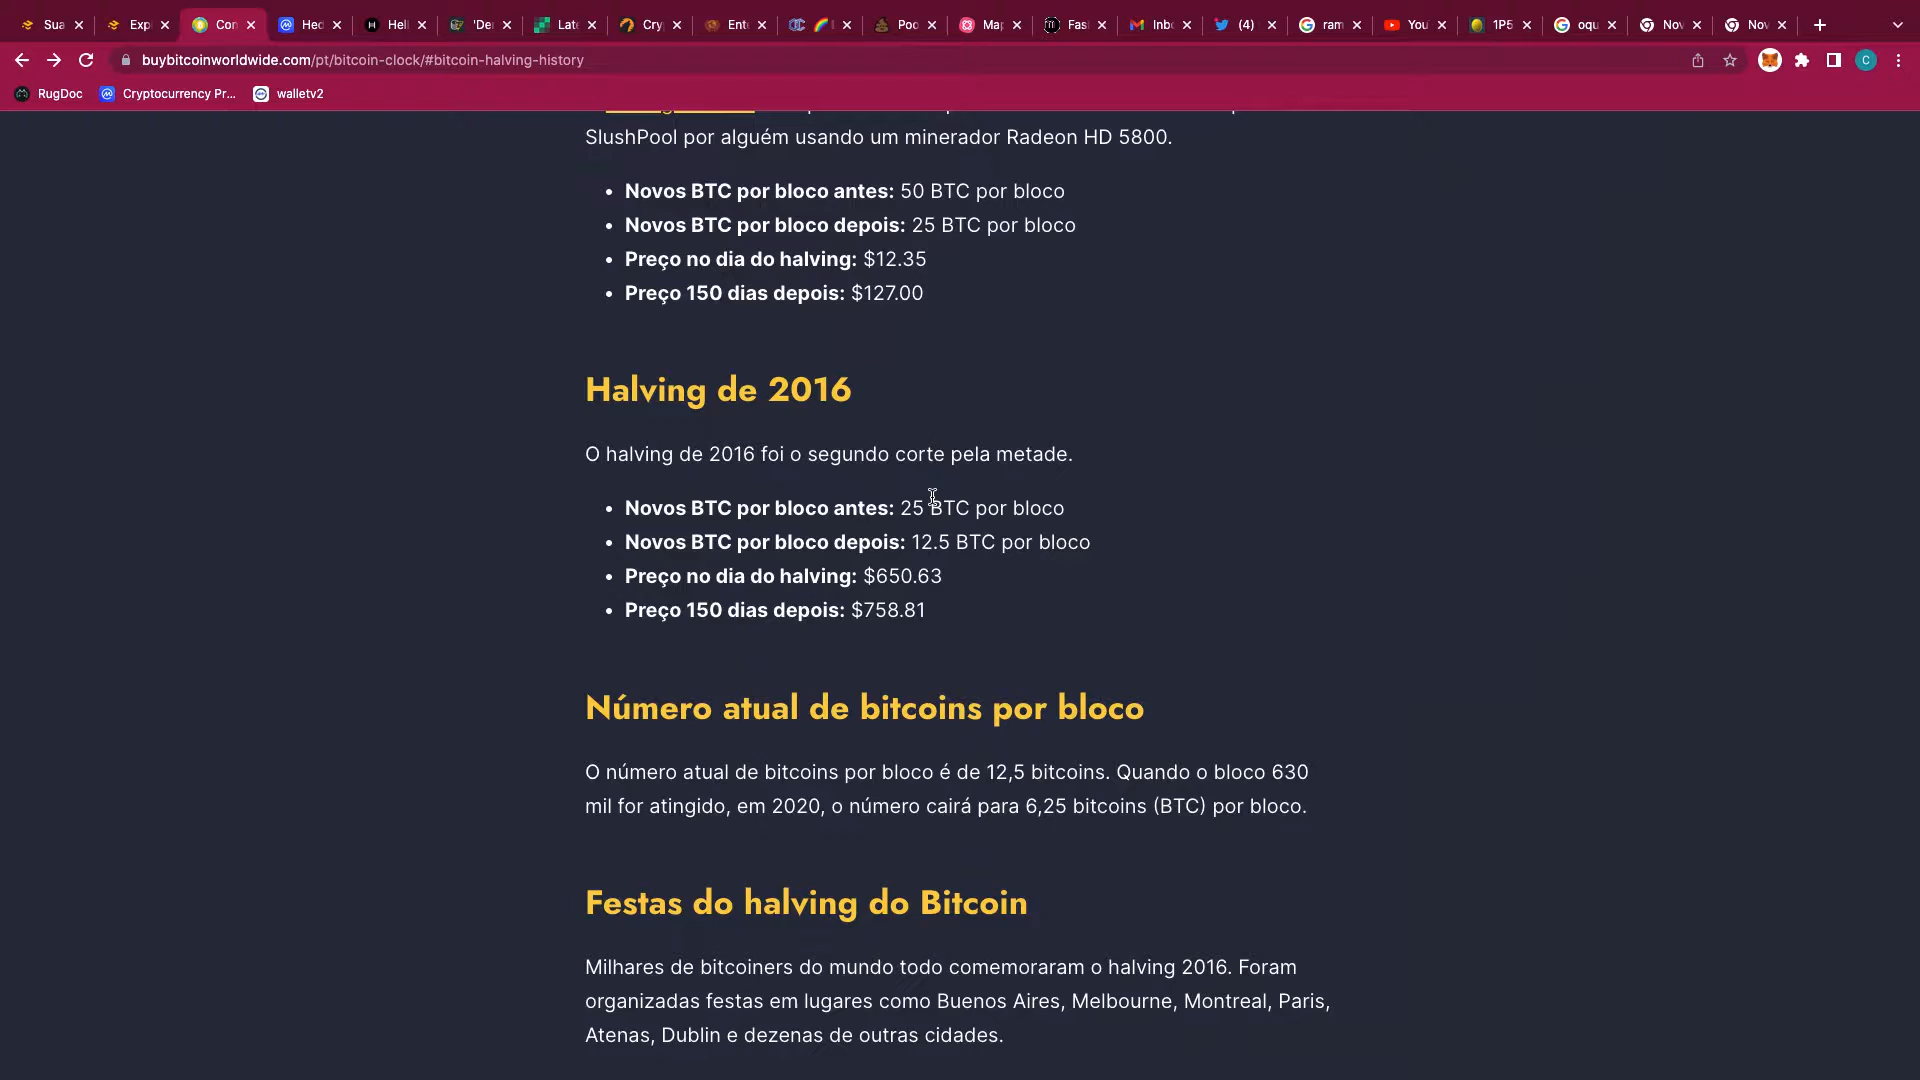 Sua
Exp
Con
Hed
Hell
'De
Late
Cry
Ent
Poo
Map
Fas
Inb
(4)
ram
You
1P5
oqu
Nov
Nov
buybitcoinworldwide.com/pt/bitcoin-clock/#bitcoin-halving-history
C
RugDoc
Cryptocurrency Pr...
walletv2
SlushPool por alguém usando um minerador Radeon HD 5800.
• Novos BTC por bloco antes: 50 BTC por bloco
• Novos BTC por bloco depois: 25 BTC por bloco
• Preço no dia do halving: $12.35
• Preço 150 dias depois: $127.00
Halving de 2016
O halving de 2016 foi o segundo corte pela metade.
• Novos BTC por bloco antes: 25 BTC por bloco
• Novos BTC por bloco depois: 12.5 BTC por bloco
• Preço no dia do halving: $650.63
• Preço 150 dias depois: $758.81
Número atual de bitcoins por bloco
O número atual de bitcoins por bloco é de 12,5 bitcoins. Quando o bloco 630
mil for atingido, em 2020, o número cairá para 6,25 bitcoins (BTC) por bloco.
Festas do halving do Bitcoin
Milhares de bitcoiners do mundo todo comemoraram o halving 2016. Foram
organizadas festas em lugares como Buenos Aires, Melbourne, Montreal, Paris,
Atenas, Dublin e dezenas de outras cidades.